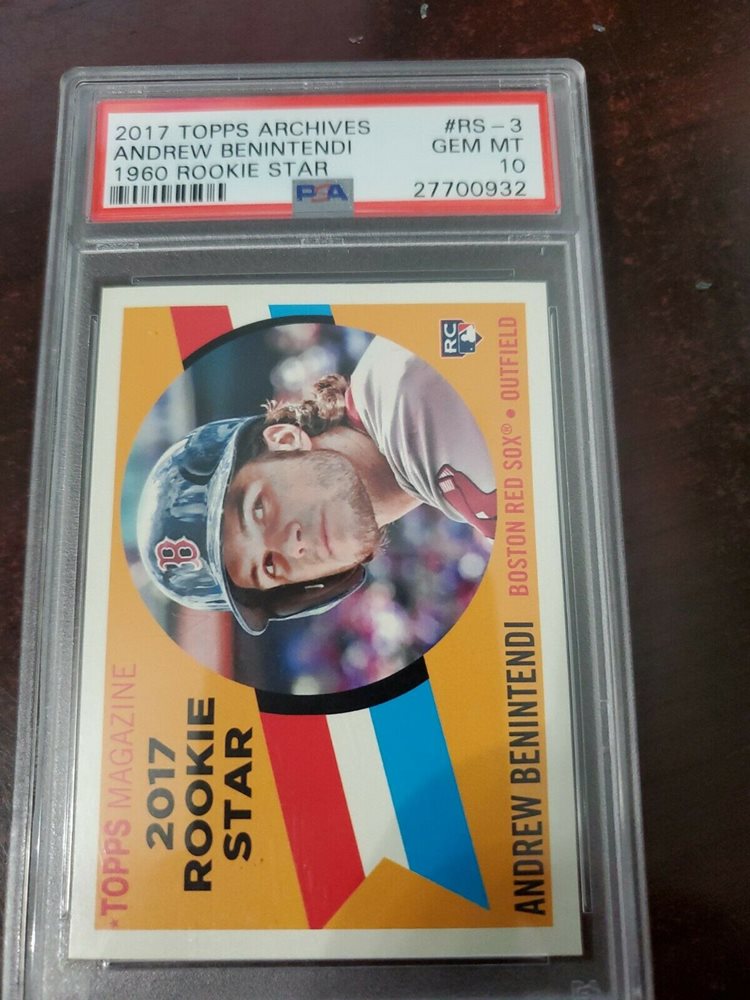 2017 TOPPS ARCHIVES #RS-3
ANDREW BENINTENDI GEM MT
1960 ROOKIE STAR 10
PSA 27700932
★TOPPS MAGAZINE
2017
ROOKIE
STAR
B
RC
ANDREW BENINTENDI BOSTON RED SOX® • OUTFIELD